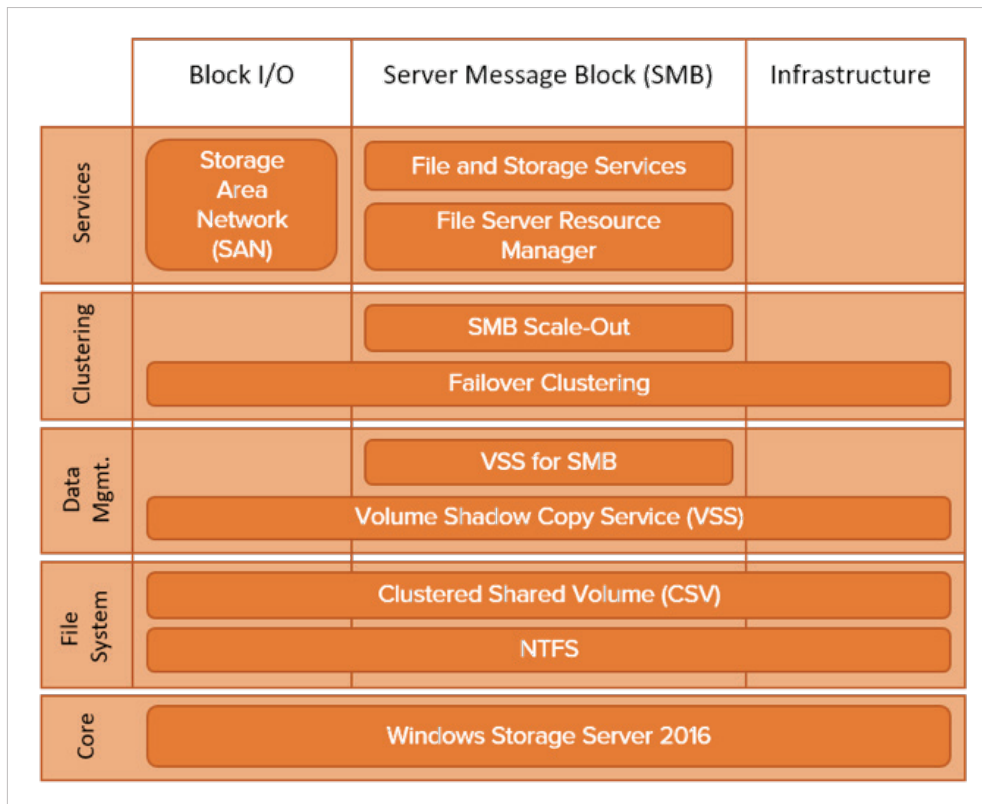 Block I/O
Server Message Block (SMB)
Infrastructure
Services
Storage
Area
Network
(SAN)
File and Storage Services
File Server Resource
Manager
Clustering
SMB Scale-Out
Failover Clustering
Data
Mgmt.
VSS for SMB
Volume Shadow Copy Service (VSS)
File
System
Clustered Shared Volume (CSV)
NTFS
Core
Windows Storage Server 2016